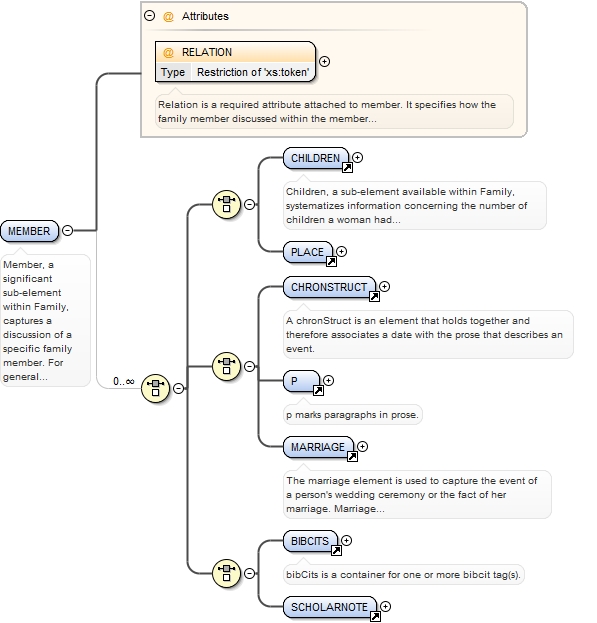 @ Attributes
@ RELATION
Type Restriction of 'xs:token'
Relation is a required attribute attached to member. It specifies how the
family member discussed within the member...
MEMBER
Member, a
significant
sub-element
within Family,
captures a
discussion of a
specific family
member. For
general...
0..∞
CHILDREN
Children, a sub-element available within Family,
systematizes information concerning the number of
children a woman had...
PLACE
CHRONSTRUCT
A chronStruct is an element that holds together and
therefore associates a date with the prose that describes an
event.
P
p marks paragraphs in prose.
MARRIAGE
The marriage element is used to capture the event of
a person's wedding ceremony or the fact of her
marriage. Marriage...
BIBCITS
bibCits is a container for one or more bibcit tag(s).
SCHOLARNOTE